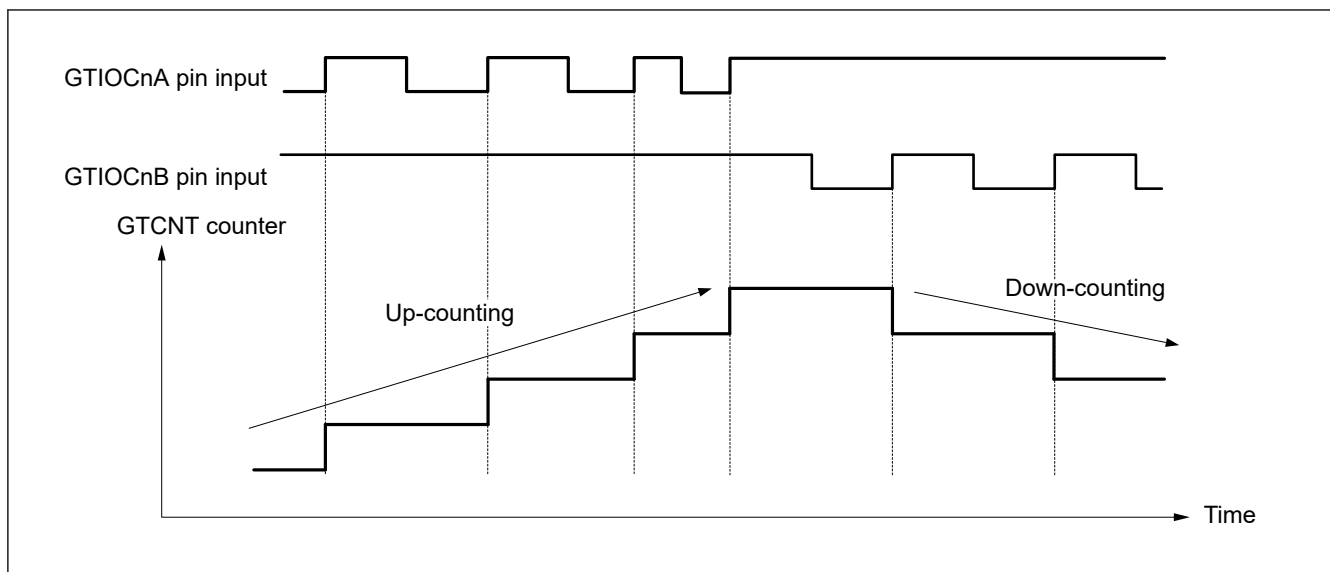 GTIOCnA pin input
GTIOCnB pin input
GTCNT counter
Up-counting
Down-counting
Time